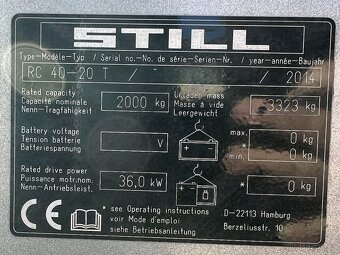 STILL
Type-Modèle-Typ / Serial no.-No. de série-Serien-Nr. / year-année-Baujahr
RC 40-20 T / - / 2014
Rated capacity
Capacité nominale
Nenn-Tragfähigkeit
2000 kg
Unladen mass
Masse à vide
Leergewicht
3323 kg
Battery voltage
Tension batterie
Batteriespannung
V
max. 0 kg
*
min. 0 kg
Rated drive power
Puissance motr.nom.
Nenn-Antriebsleist.
36,0 kW
* 0 kg
CE
* see Operating instructions
voir Mode d'emploi
siehe Betriebsanleitung
D-22113 Hamburg
Berzeliusstr. 10